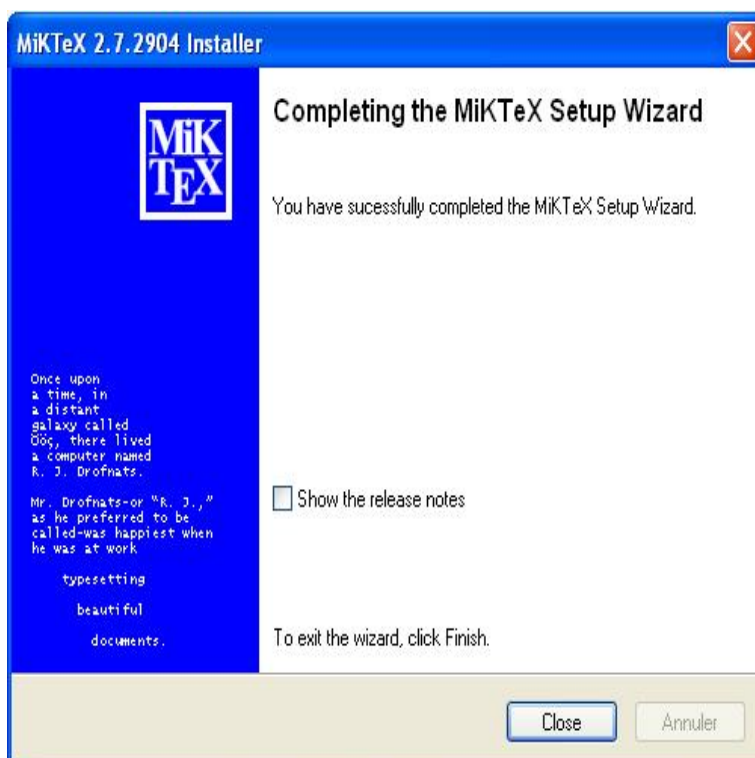 MiKTeX 2.7.2904 Installer
MiK
TEX
Completing the MiKTeX Setup Wizard
You have sucessfully completed the MiKTeX Setup Wizard.
Once upon
a time, in
a distant
galaxy called
Ööç, there lived
a computer named
R. J. Drofnats.
Mr. Drofnats-or “R. J.,”
as he preferred to be
called-was happiest when
he was at work
typesetting
beautiful
documents.
Show the release notes
To exit the wizard, click Finish.
Close
Annuler